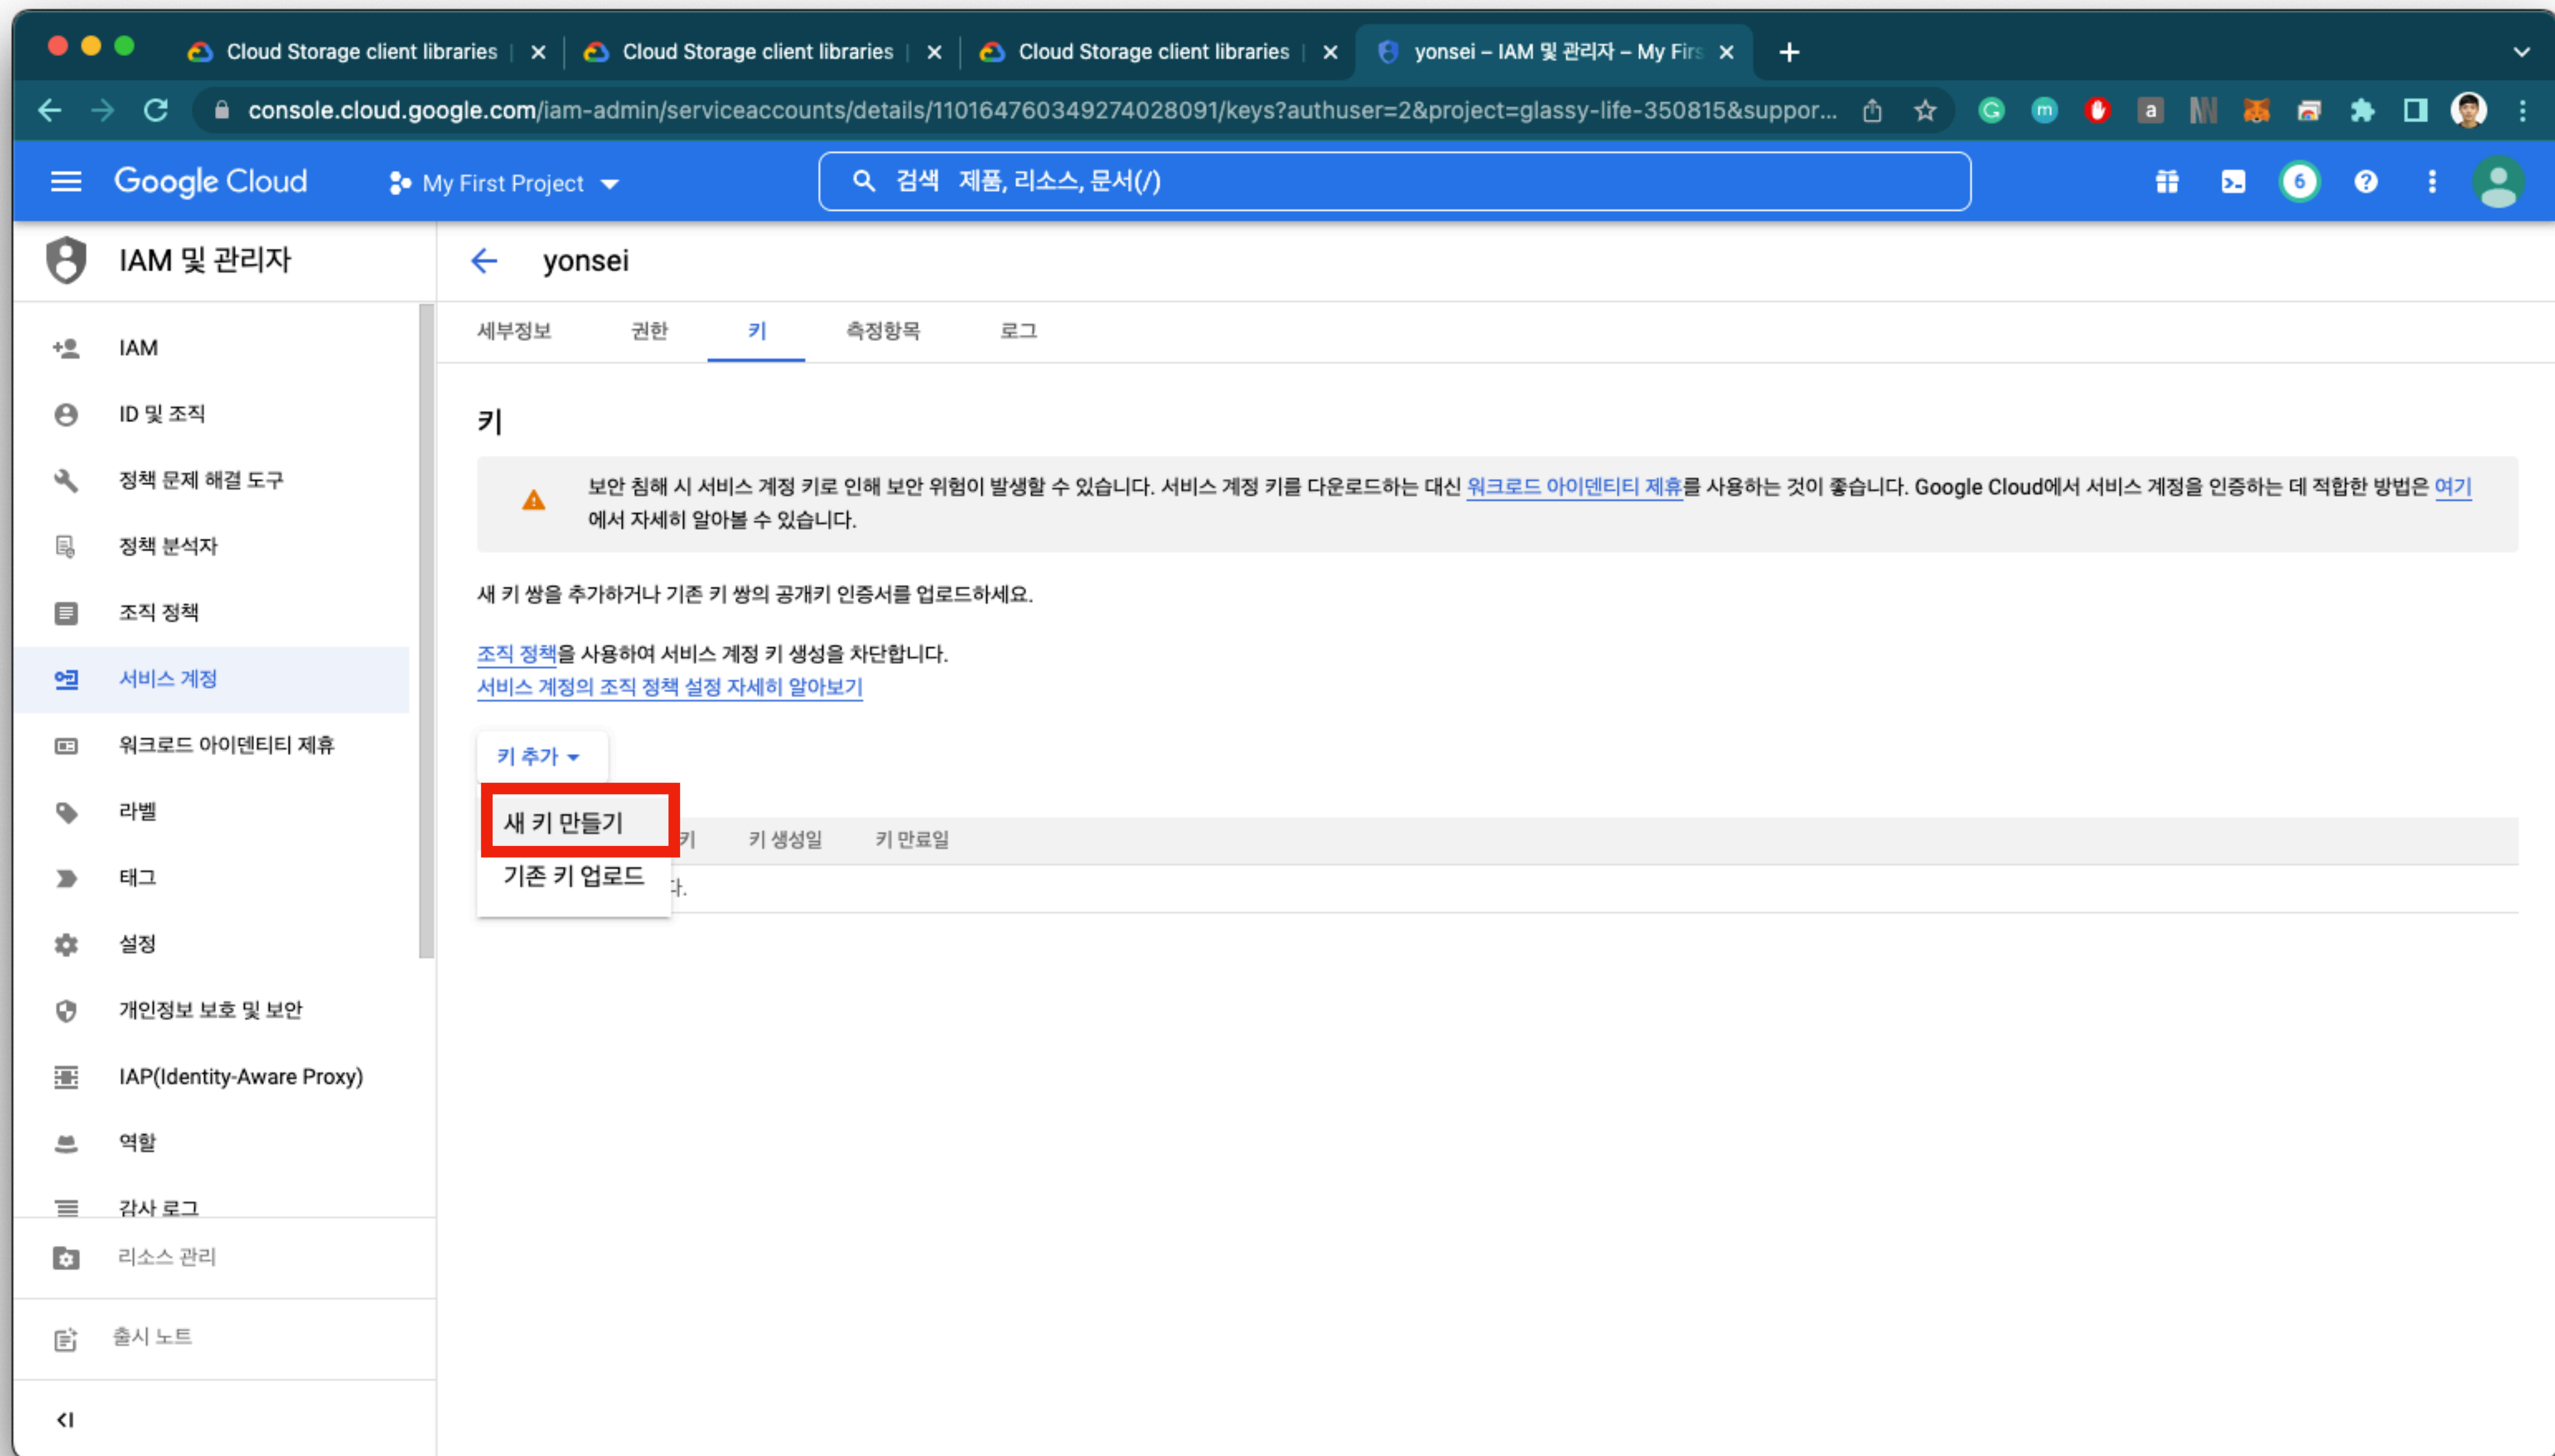 Cloud Storage client libraries
Cloud Storage client libraries
Cloud Storage client libraries
yonsei – IAM 및 관리자 – My Firs
console.cloud.google.com/iam-admin/serviceaccounts/details/110164760349274028091/keys?authuser=2&project=glassy-life-350815&suppor...
Google Cloud
My First Project
검색 제품, 리소스, 문서(/)
6
IAM 및 관리자
yonsei
세부정보 권한 키 측정항목 로그
IAM
ID 및 조직
정책 문제 해결 도구
정책 분석자
조직 정책
서비스 계정
워크로드 아이덴티티 제휴
라벨
태그
설정
개인정보 보호 및 보안
IAP(Identity-Aware Proxy)
역할
감사 로그
리소스 관리
출시 노트
키
보안 침해 시 서비스 계정 키로 인해 보안 위험이 발생할 수 있습니다. 서비스 계정 키를 다운로드하는 대신 워크로드 아이덴티티 제휴를 사용하는 것이 좋습니다. Google Cloud에서 서비스 계정을 인증하는 데 적합한 방법은 여기
에서 자세히 알아볼 수 있습니다.
새 키 쌍을 추가하거나 기존 키 쌍의 공개키 인증서를 업로드하세요.
조직 정책을 사용하여 서비스 계정 키 생성을 차단합니다.
서비스 계정의 조직 정책 설정 자세히 알아보기
키 추가
새 키 만들기
기존 키 업로드
키 키 생성일 키 만료일